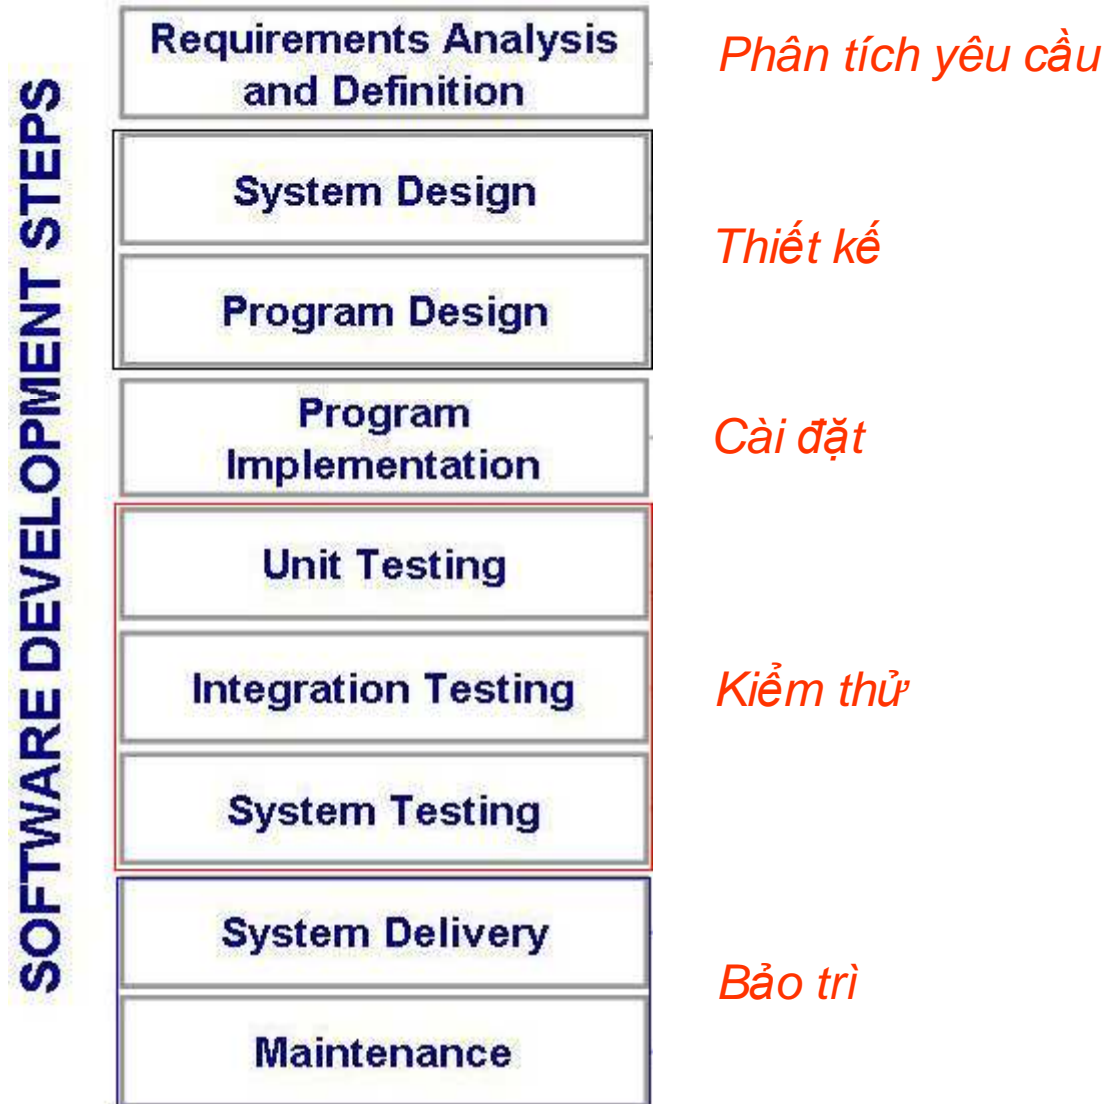 SOFTWARE DEVELOPMENT STEPS
Requirements Analysis
and Definition
Phân tích yêu cầu
System Design
Thiết kế
Program Design
Program
Implementation
Cài đặt
Unit Testing
Integration Testing
Kiểm thử
System Testing
System Delivery
Bảo trì
Maintenance